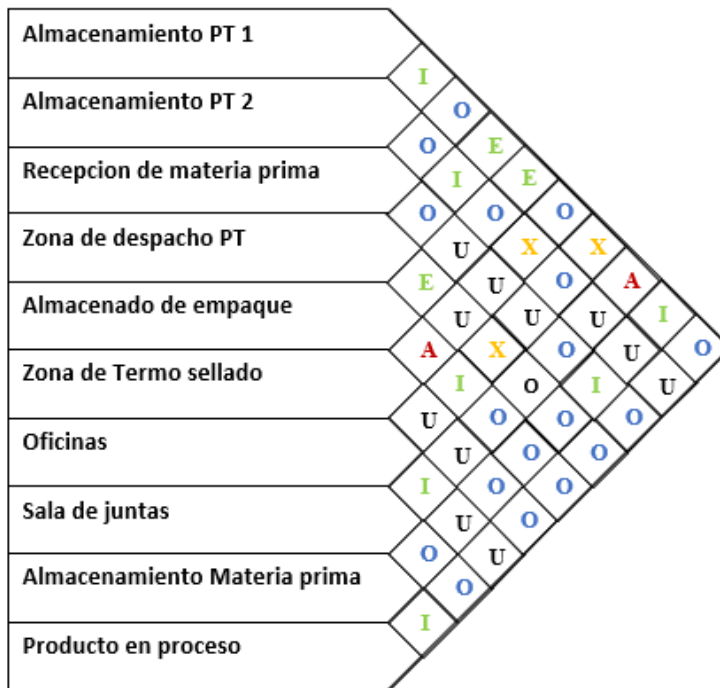 Almacenamiento PT 1
I
Almacenamiento PT 2
O
O E
Recepcion de materia prima
I E
O O O
Zona de despacho PT
U X X
E U O A
Almacenado de empaque
U U U I
A X O U O
Zona de Termo sellado
I O I U
U O O O
Oficinas
U O O
I O O
Sala de juntas
U O
O U
Almacenamiento Materia prima
O
I
Producto en proceso